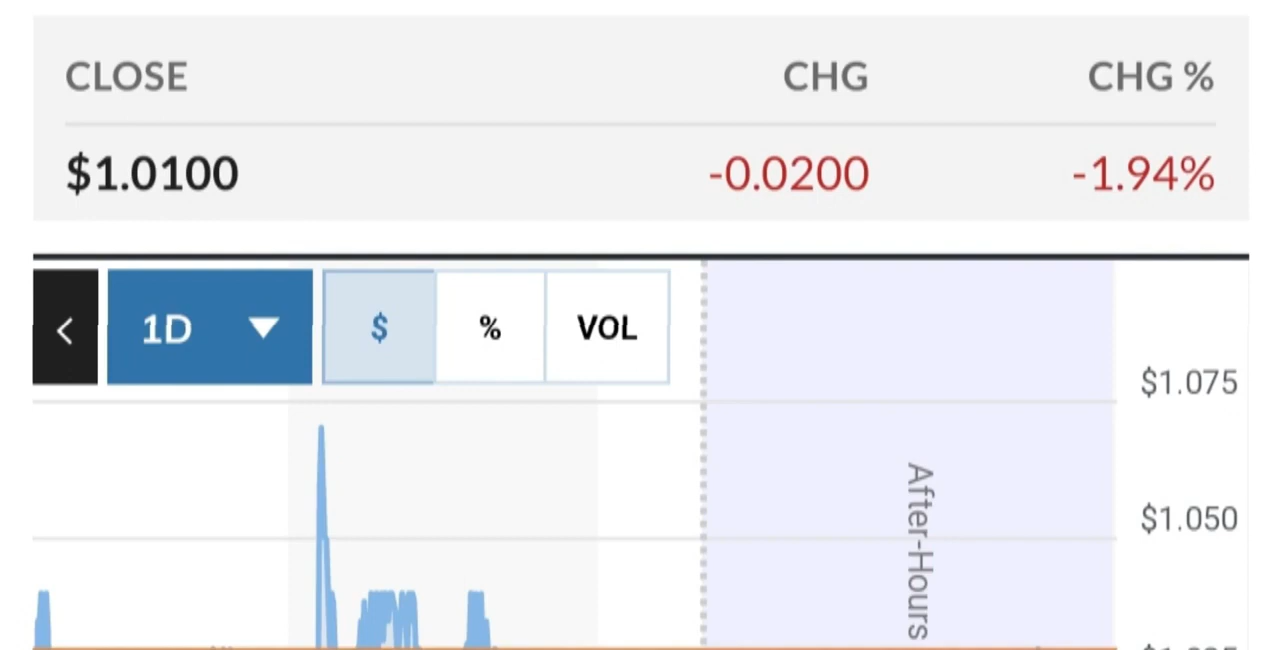 CLOSE CHG CHG %
$1.0100 -0.0200 -1.94%
1D $ % VOL
$1.075
$1.050
After-Hours